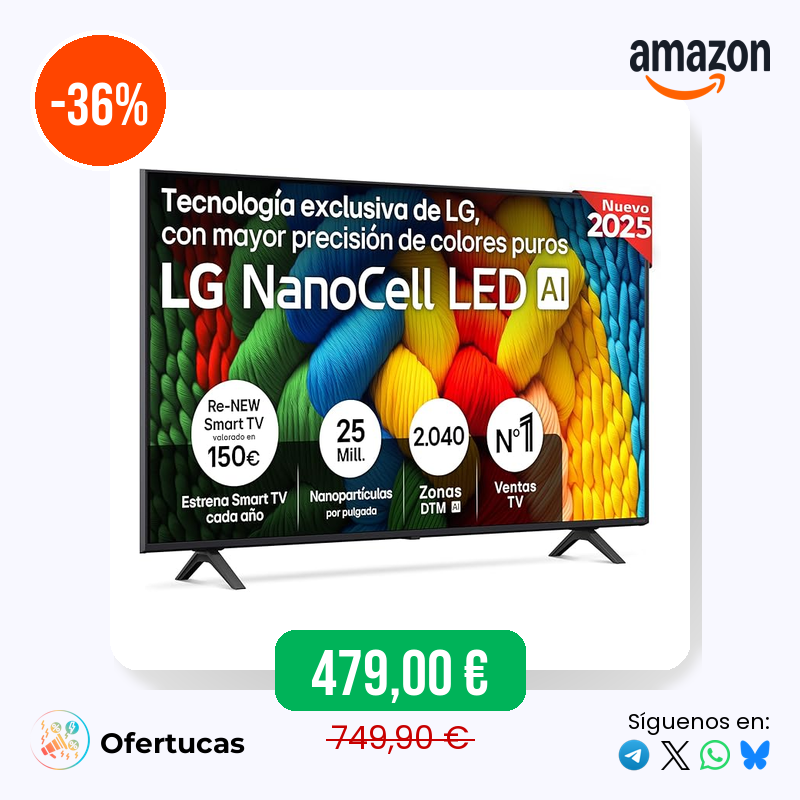 -36%
amazon
Tecnología exclusiva de LG,
con mayor precisión de colores puros
LG NanoCell LED AI
Nuevo
2025
Re-NEW
Smart TV
valorado en
150€
Estrena Smart TV
cada año
25
Mill.
Nanopartículas
por pulgada
2.040
Zonas
DTM AI
Nº1
Ventas
TV
479,00 €
749,90 €
Ofertucas
Síguenos en: